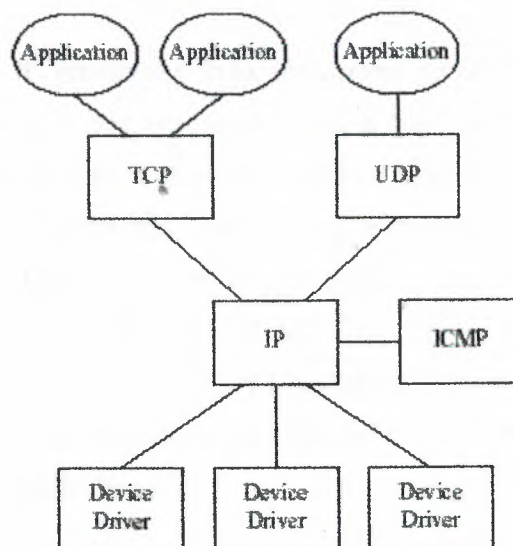 Application Application Application
TCP UDP
IP ICMP
Device Device Device
Driver Driver Driver